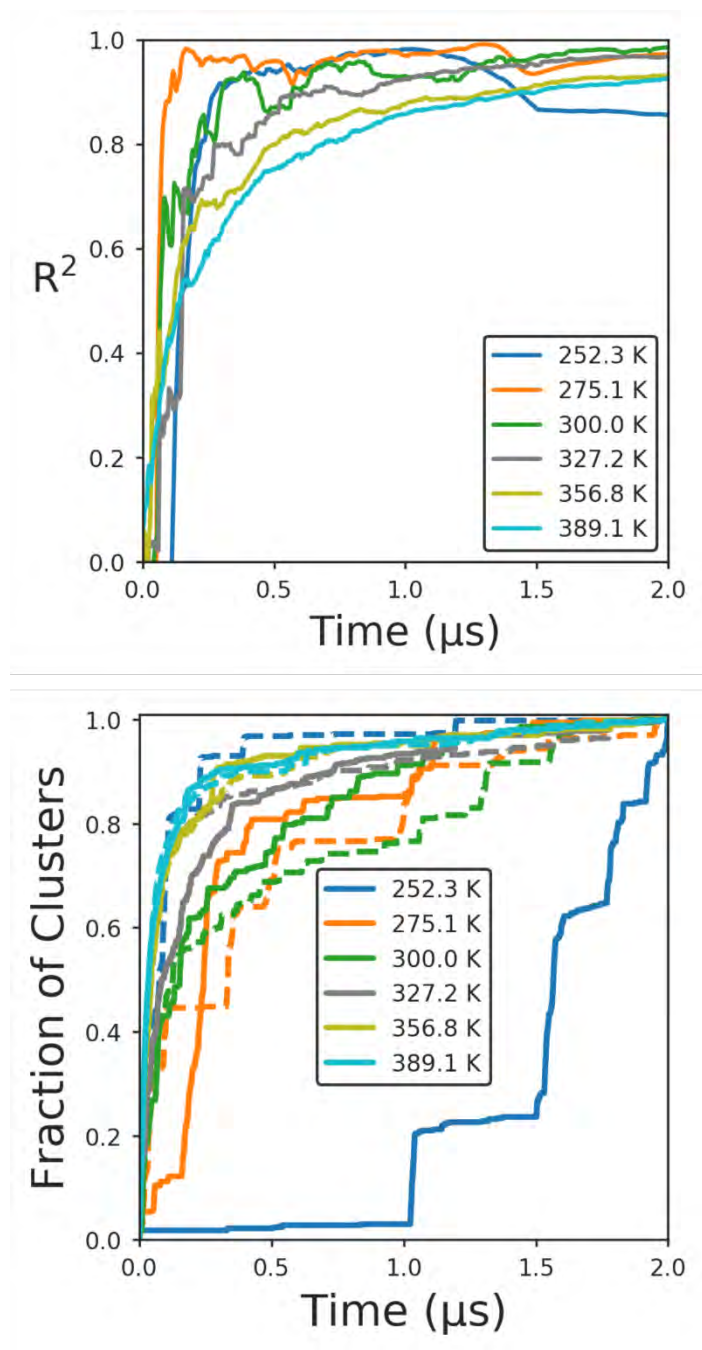 1.0
0.8
0.6
R²
0.4
0.2
0.0
252.3 K
275.1 K
300.0 K
327.2 K
356.8 K
389.1 K
0.0 0.5 1.0 1.5 2.0
Time (μs)
1.0
0.8
0.6
0.4
0.2
0.0
Fraction of Clusters
252.3 K
275.1 K
300.0 K
327.2 K
356.8 K
389.1 K
0.0 0.5 1.0 1.5 2.0
Time (μs)